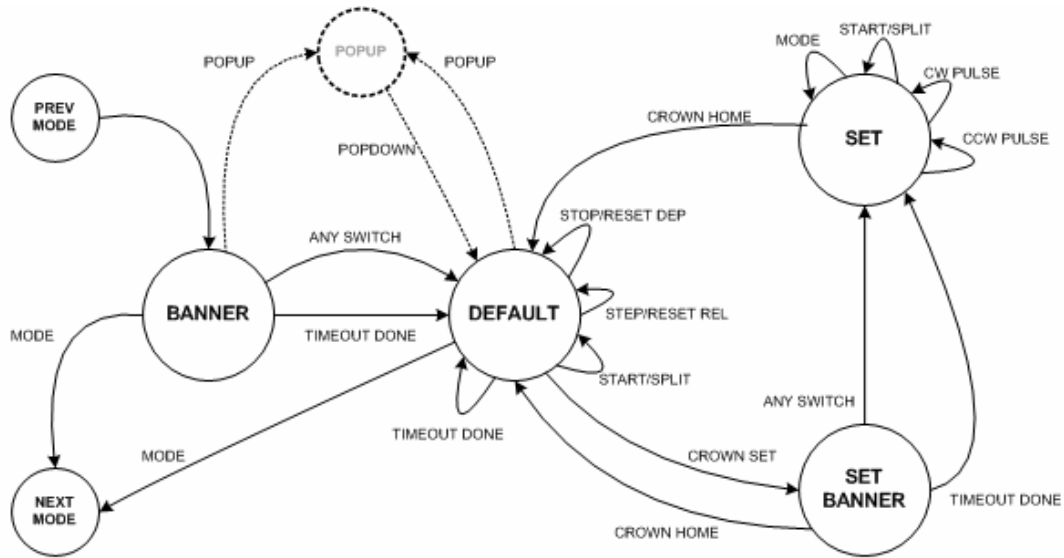 POPUP
POPUP
POPUP
POPDOWN
PREV
MODE
MODE
START/SPLIT
CW PULSE
CCW PULSE
SET
CROWN HOME
STOP/RESET DEP
ANY SWITCH
BANNER
DEFAULT
TIMEOUT DONE
STEP/RESET REL
MODE
START/SPLIT
TIMEOUT DONE
ANY SWITCH
MODE
CROWN SET
SET
BANNER
TIMEOUT DONE
NEXT
MODE
CROWN HOME